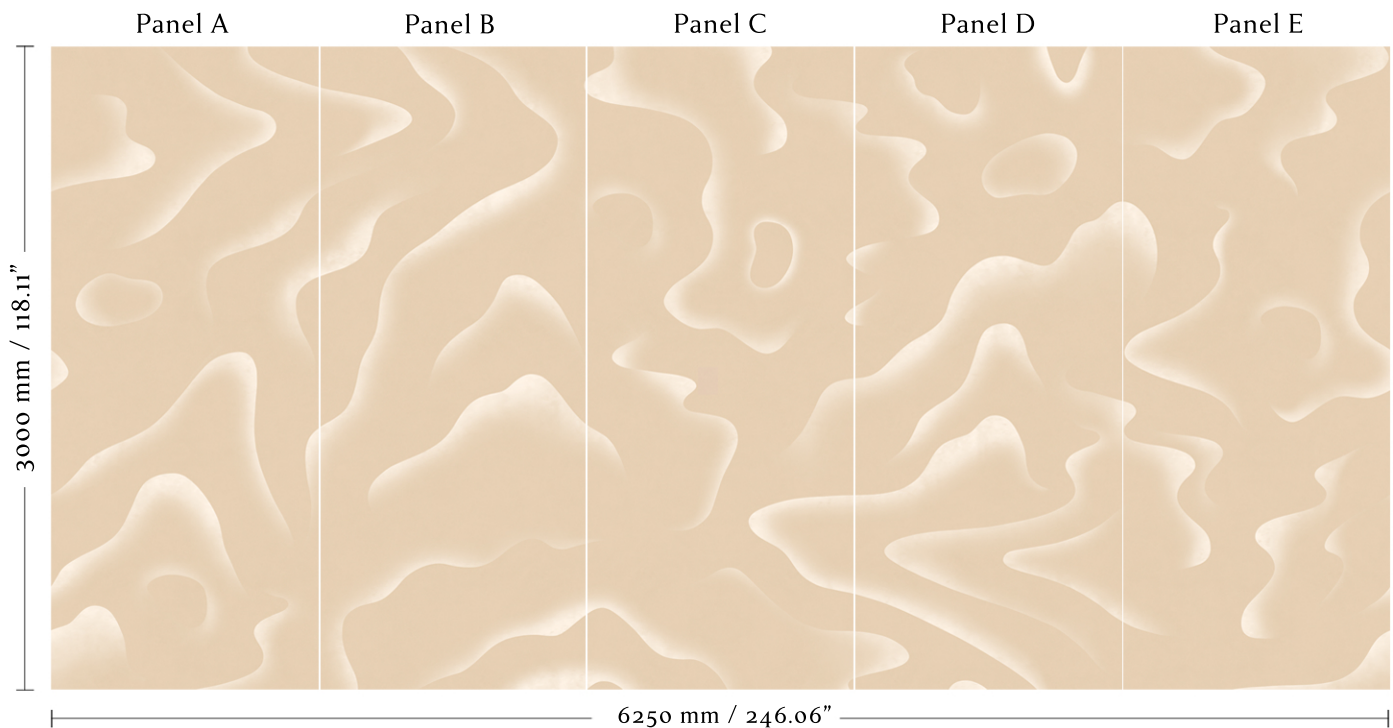 Panel A
Panel B
Panel C
Panel D
Panel E
3000 mm / 118.11”
6250 mm / 246.06”